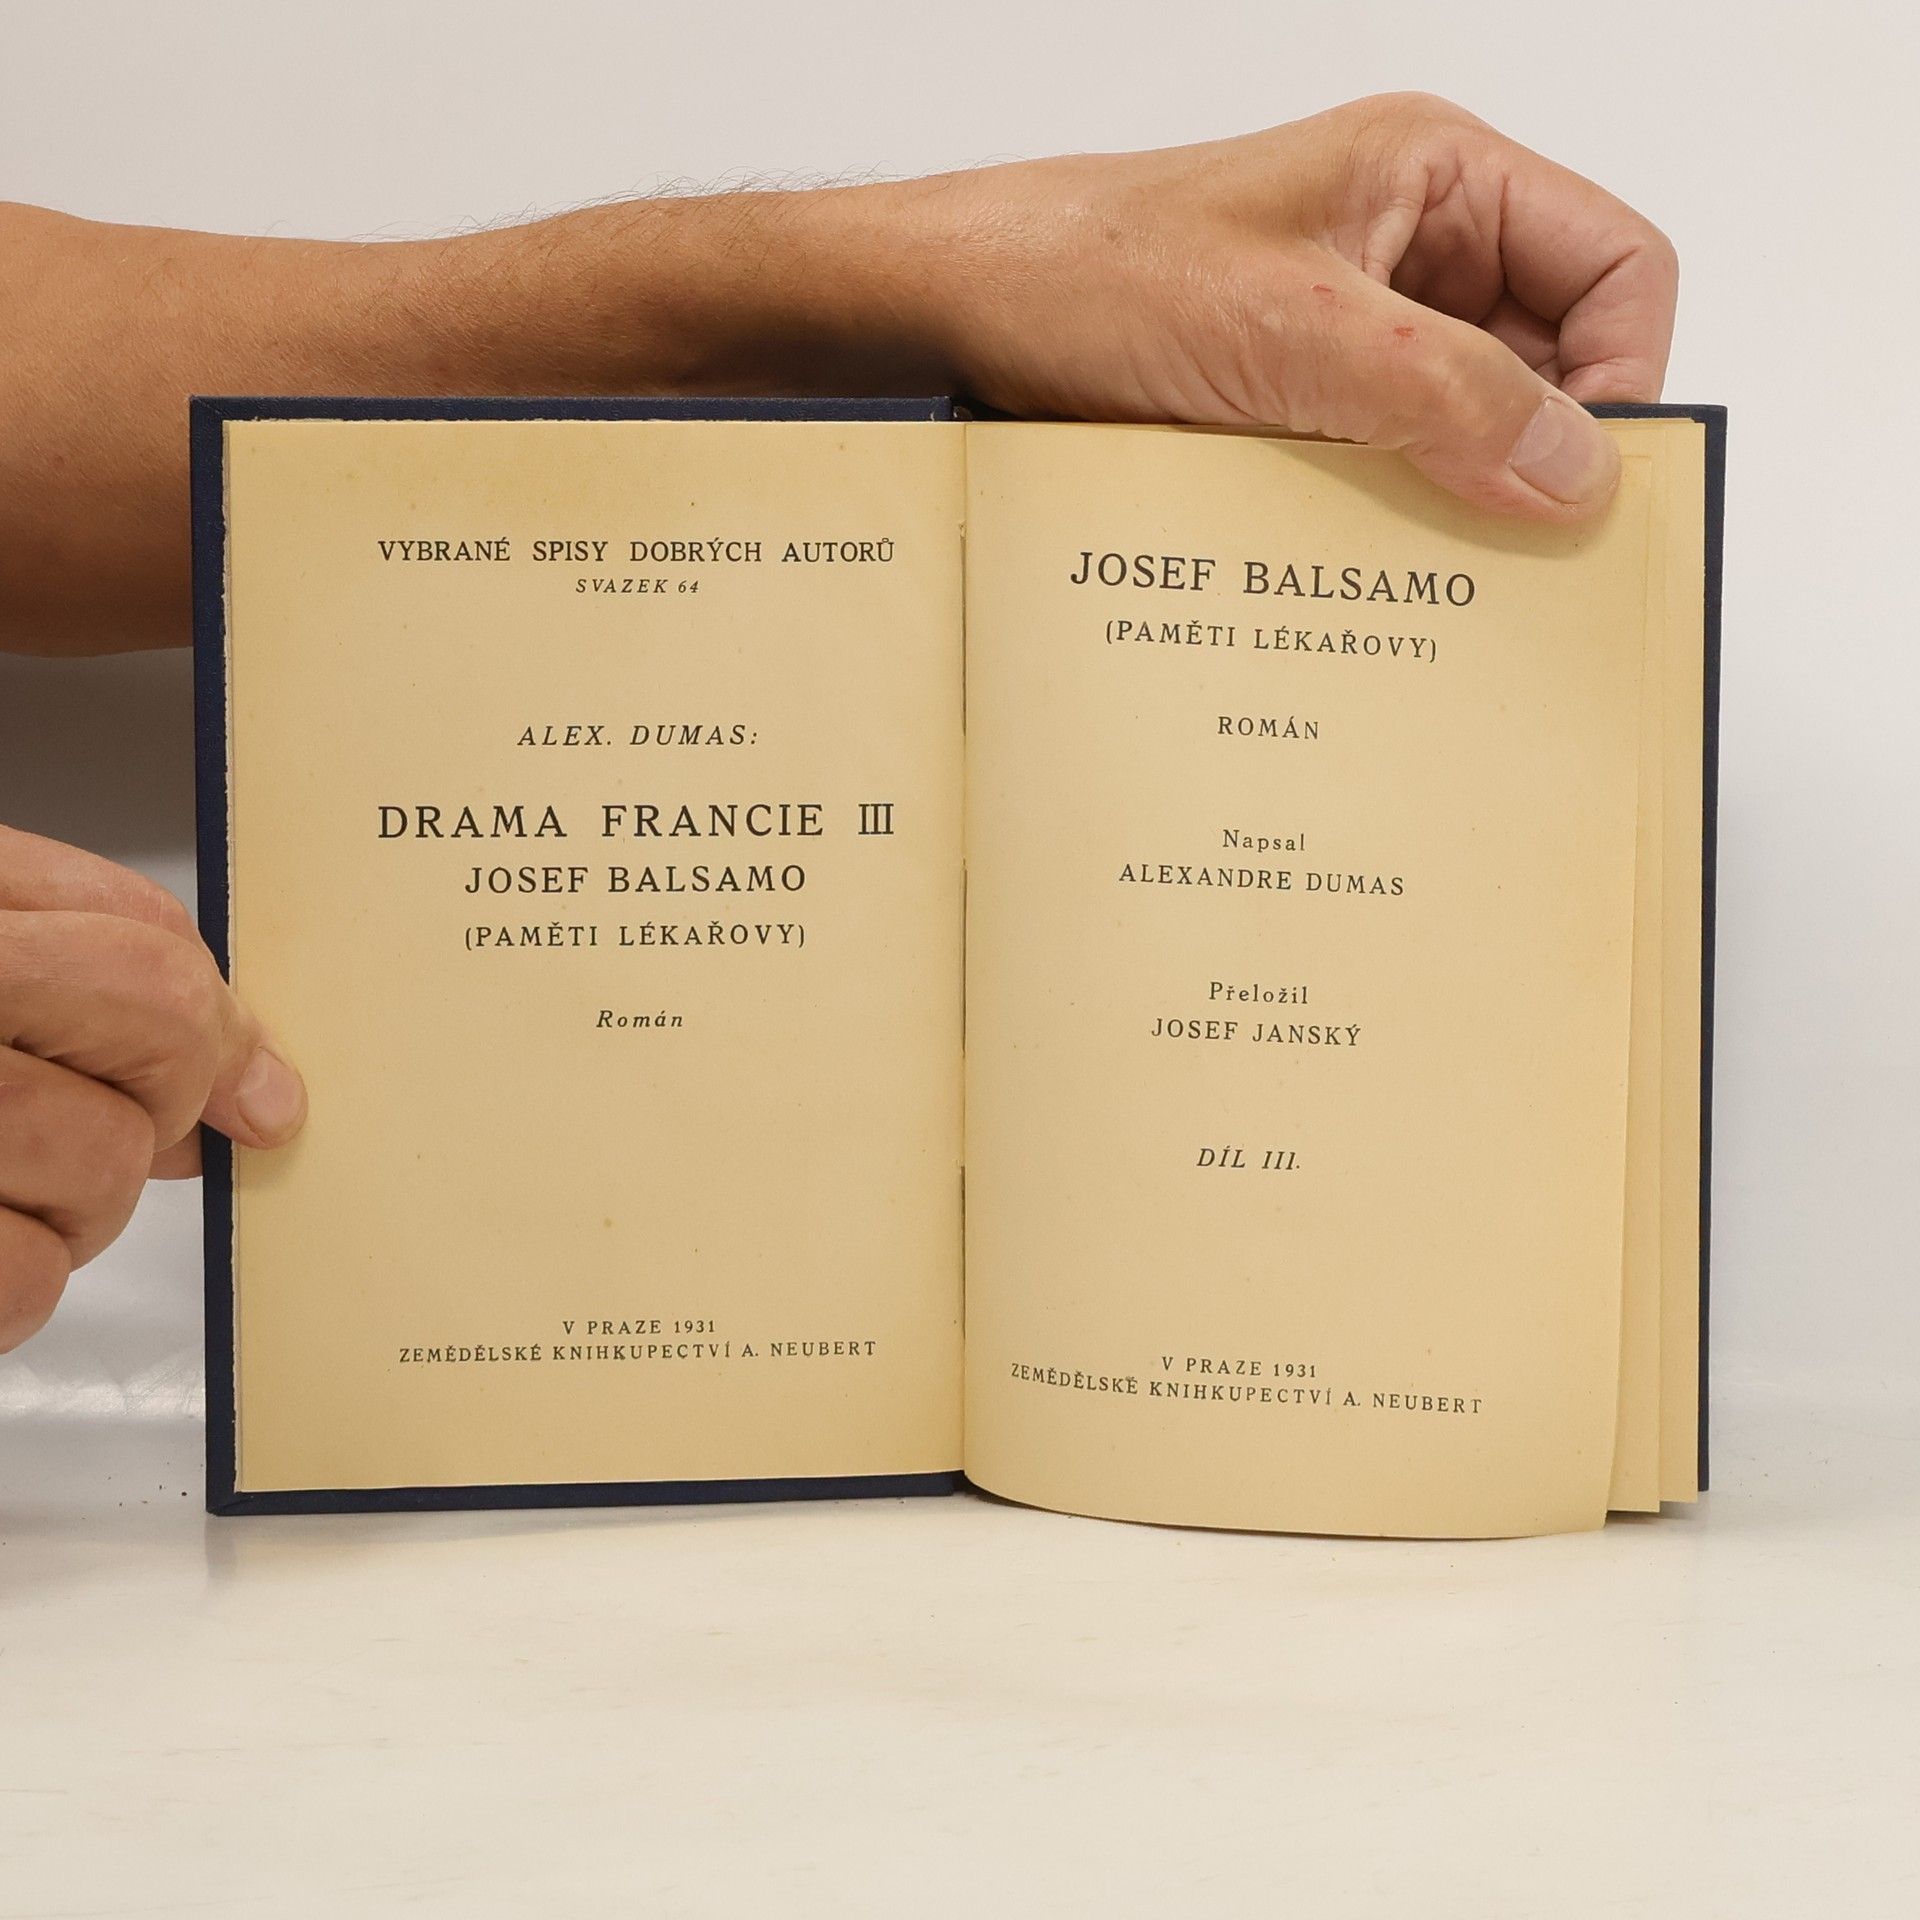 VYBRANÉ SPISY DOBRÝCH AUTORŮ
SVAZEK 64
ALEX. DUMAS:
DRAMA FRANCIE III
JOSEF BALSAMO
(PAMĚTI LÉKAŘOVY)
Román
V PRAZE 1931
ZEMĚDĚLSKÉ KNIHKUPECTVÍ A. NEUBERT
JOSEF BALSAMO
(PAMĚTI LÉKAŘOVY)
ROMÁN
Napsal
ALEXANDRE DUMAS
Přeložil
JOSEF JANSKÝ
DÍL III.
V PRAZE 1931
ZEMĚDĚLSKÉ KNIHKUPECTVÍ A. NEUBERT